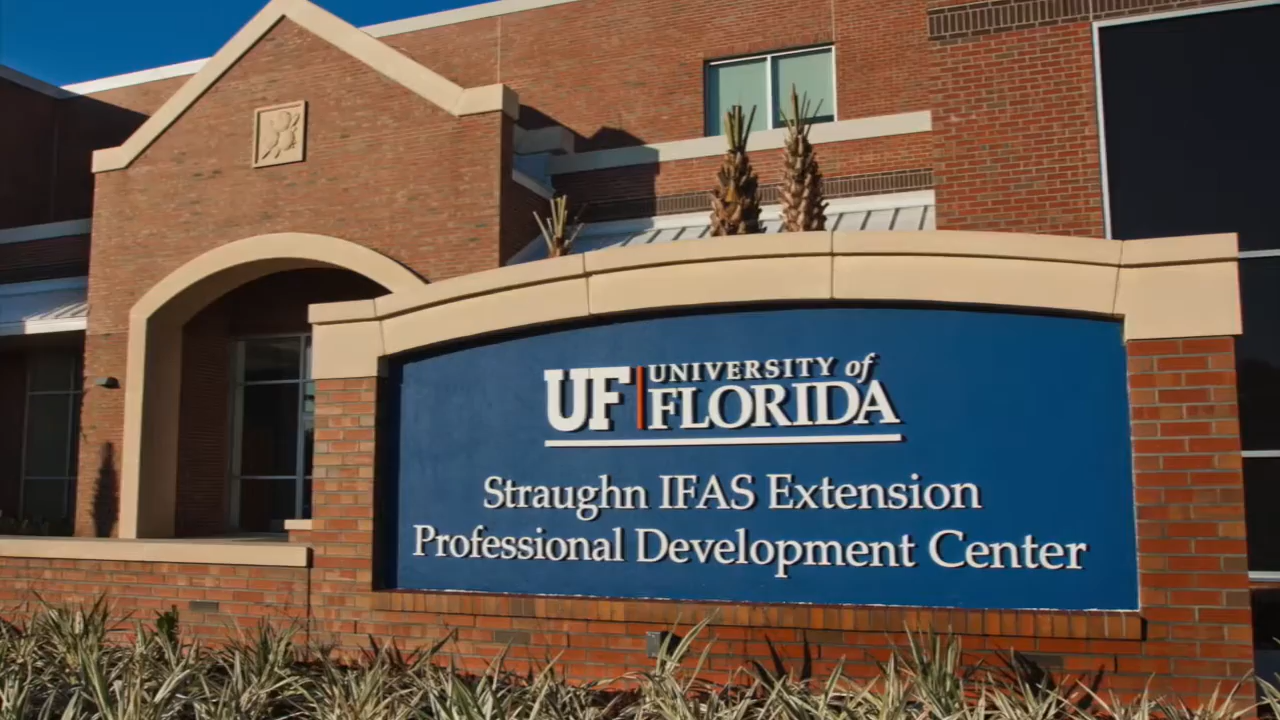 UF UNIVERSITY of
FLORIDA
Straughn IFAS Extension
Professional Development Center